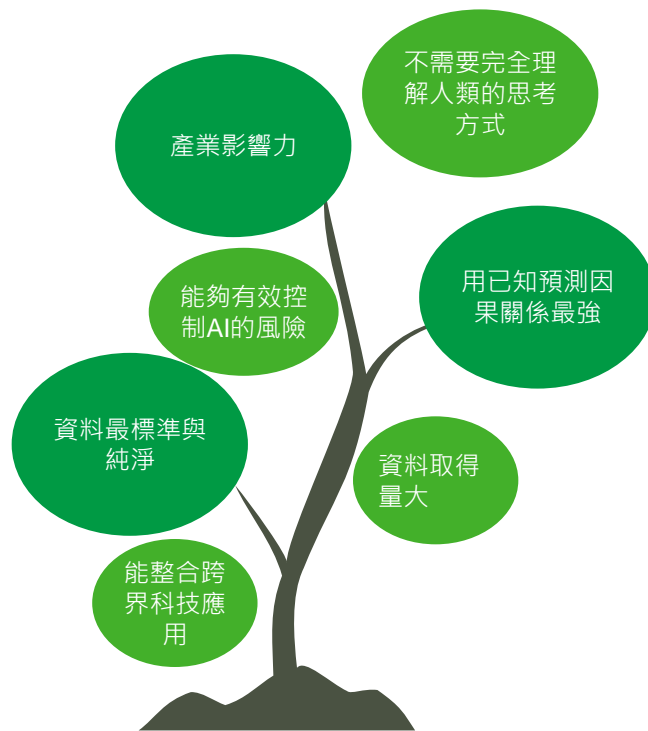 不需要完全理
解人類的思考
方式
產業影響力
用已知預測因
果關係最強
能夠有效控
制AI的風險
資料最標準與
純淨
資料取得
量大
能整合跨
界科技應
用